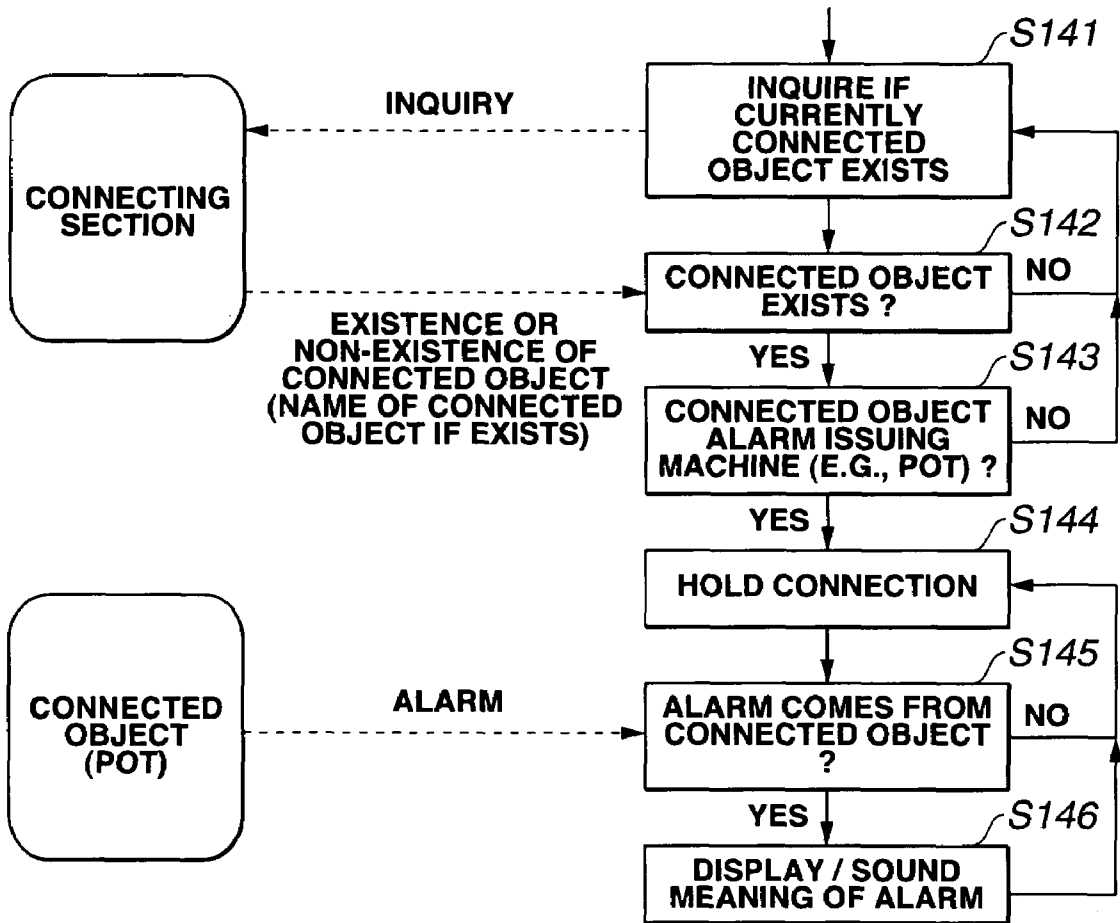 S141
INQUIRE IF
CURRENTLY
CONNECTED
OBJECT EXISTS
INQUIRY
CONNECTING
SECTION
S142
CONNECTED OBJECT
EXISTS ?
NO
EXISTENCE OR
NON-EXISTENCE OF
CONNECTED OBJECT
(NAME OF CONNECTED
OBJECT IF EXISTS)
YES
S143
CONNECTED OBJECT
ALARM ISSUING
MACHINE (E.G., POT) ?
NO
YES
S144
HOLD CONNECTION
S145
ALARM COMES FROM
CONNECTED OBJECT
?
NO
ALARM
CONNECTED
OBJECT
(POT)
YES
S146
DISPLAY / SOUND
MEANING OF ALARM